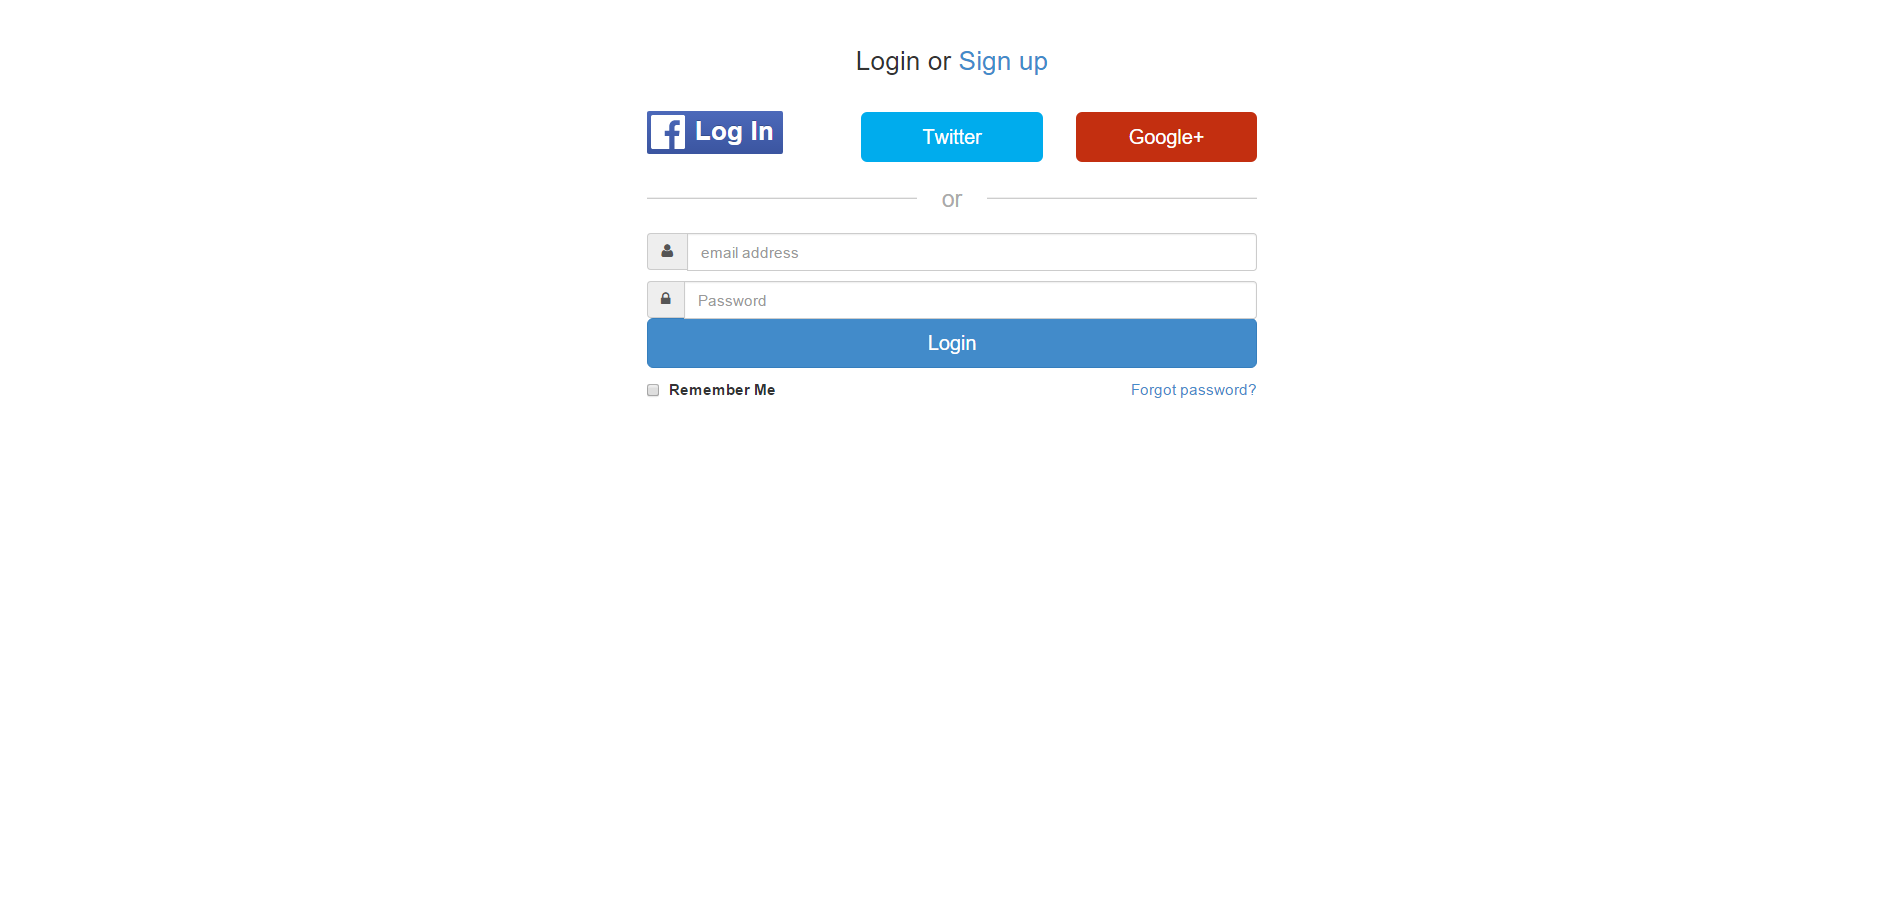 Login or Sign up
Log In
Twitter
Google+
or
email address
Password
Login
Remember Me
Forgot password?